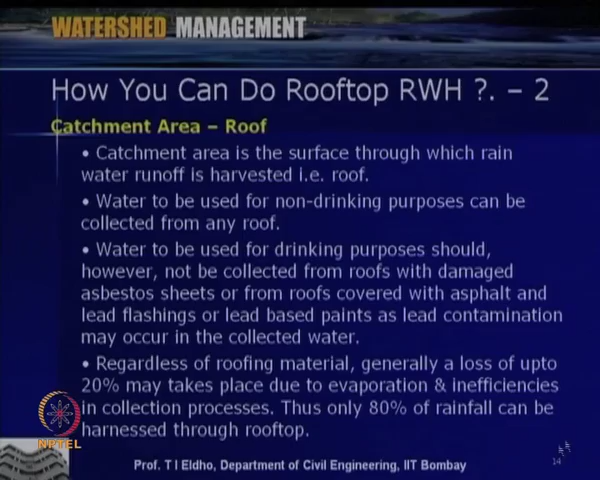 WATERSHED MANAGEMENT
How You Can Do Rooftop RWH ?. – 2
Catchment Area – Roof
• Catchment area is the surface through which rain
water runoff is harvested i.e. roof.
• Water to be used for non-drinking purposes can be
collected from any roof.
• Water to be used for drinking purposes should,
however, not be collected from roofs with damaged
asbestos sheets or from roofs covered with asphalt and
lead flashings or lead based paints as lead contamination
may occur in the collected water.
• Regardless of roofing material, generally a loss of upto
20% may takes place due to evaporation & inefficiencies
in collection processes. Thus only 80% of rainfall can be
harnessed through rooftop.
NPTEL
Prof. T I Eldho, Department of Civil Engineering, IIT Bombay
14